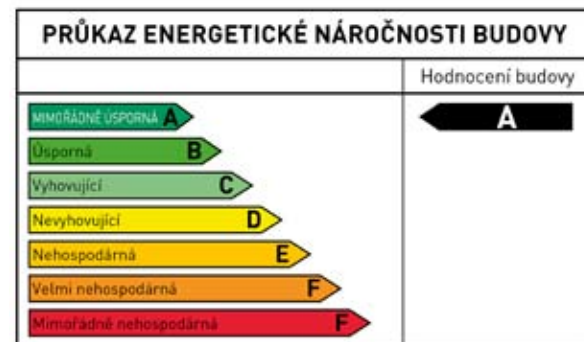 PRŮKAZ ENERGETICKÉ NÁROČNOSTI BUDOVY
Hodnocení budovy
MIMOŘÁDNĚ ÚSPORNÁ A
A
Úsporná B
Vyhovující C
Nevyhovující D
Nehospodárná E
Velmi nehospodárná F
Mimořádně nehospodárná F